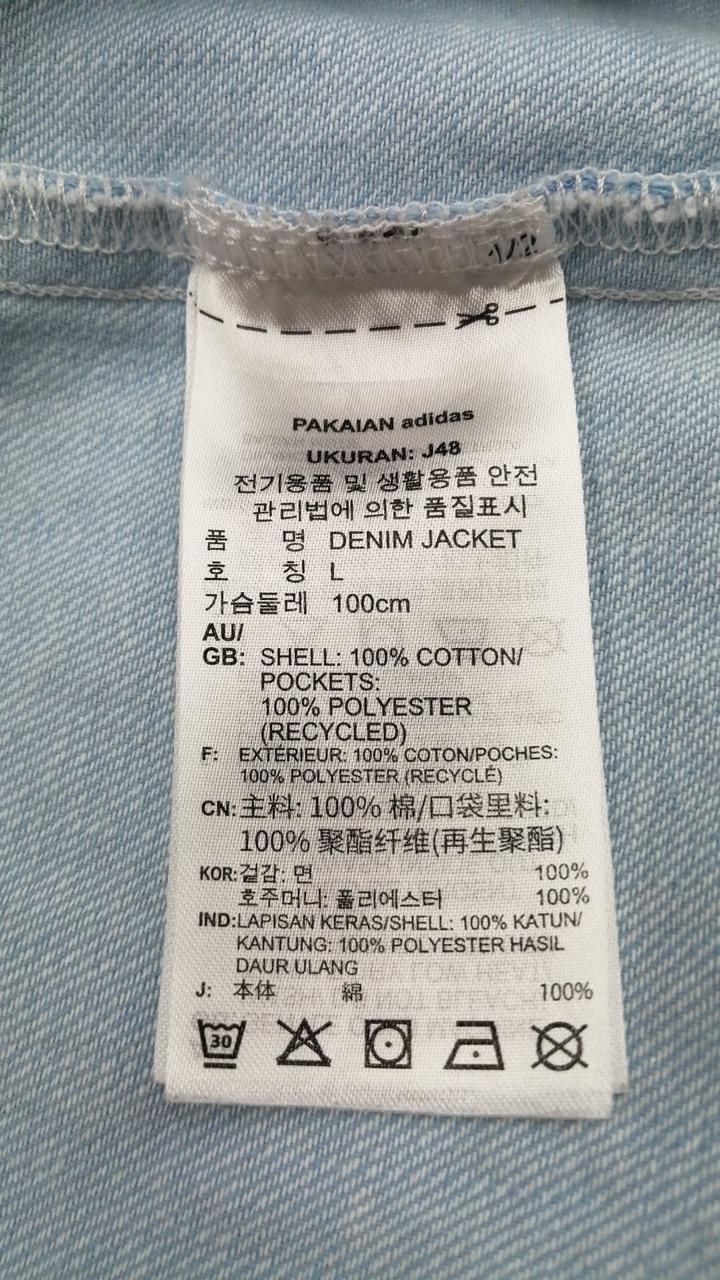 1/2
PAKAIAN adidas
UKURAN: J48
전기용품 및 생활용품 안전
관리법에 의한 품질표시
품 명 DENIM JACKET
호 칭 L
가슴둘레 100cm
AU/
GB: SHELL: 100% COTTON/
POCKETS:
100% POLYESTER
(RECYCLED)
F: EXTÉRIEUR: 100% COTON/POCHES:
100% POLYESTER (RECYCLÉ)
CN: 主料: 100% 棉/口袋里料:
100% 聚酯纤维(再生聚酯)
KOR: 겉감: 면 100%
호주머니: 폴리에스터 100%
IND: LAPISAN KERAS/SHELL: 100% KATUN/
KANTUNG: 100% POLYESTER HASIL
DAUR ULANG
J: 本体 綿 100%
30